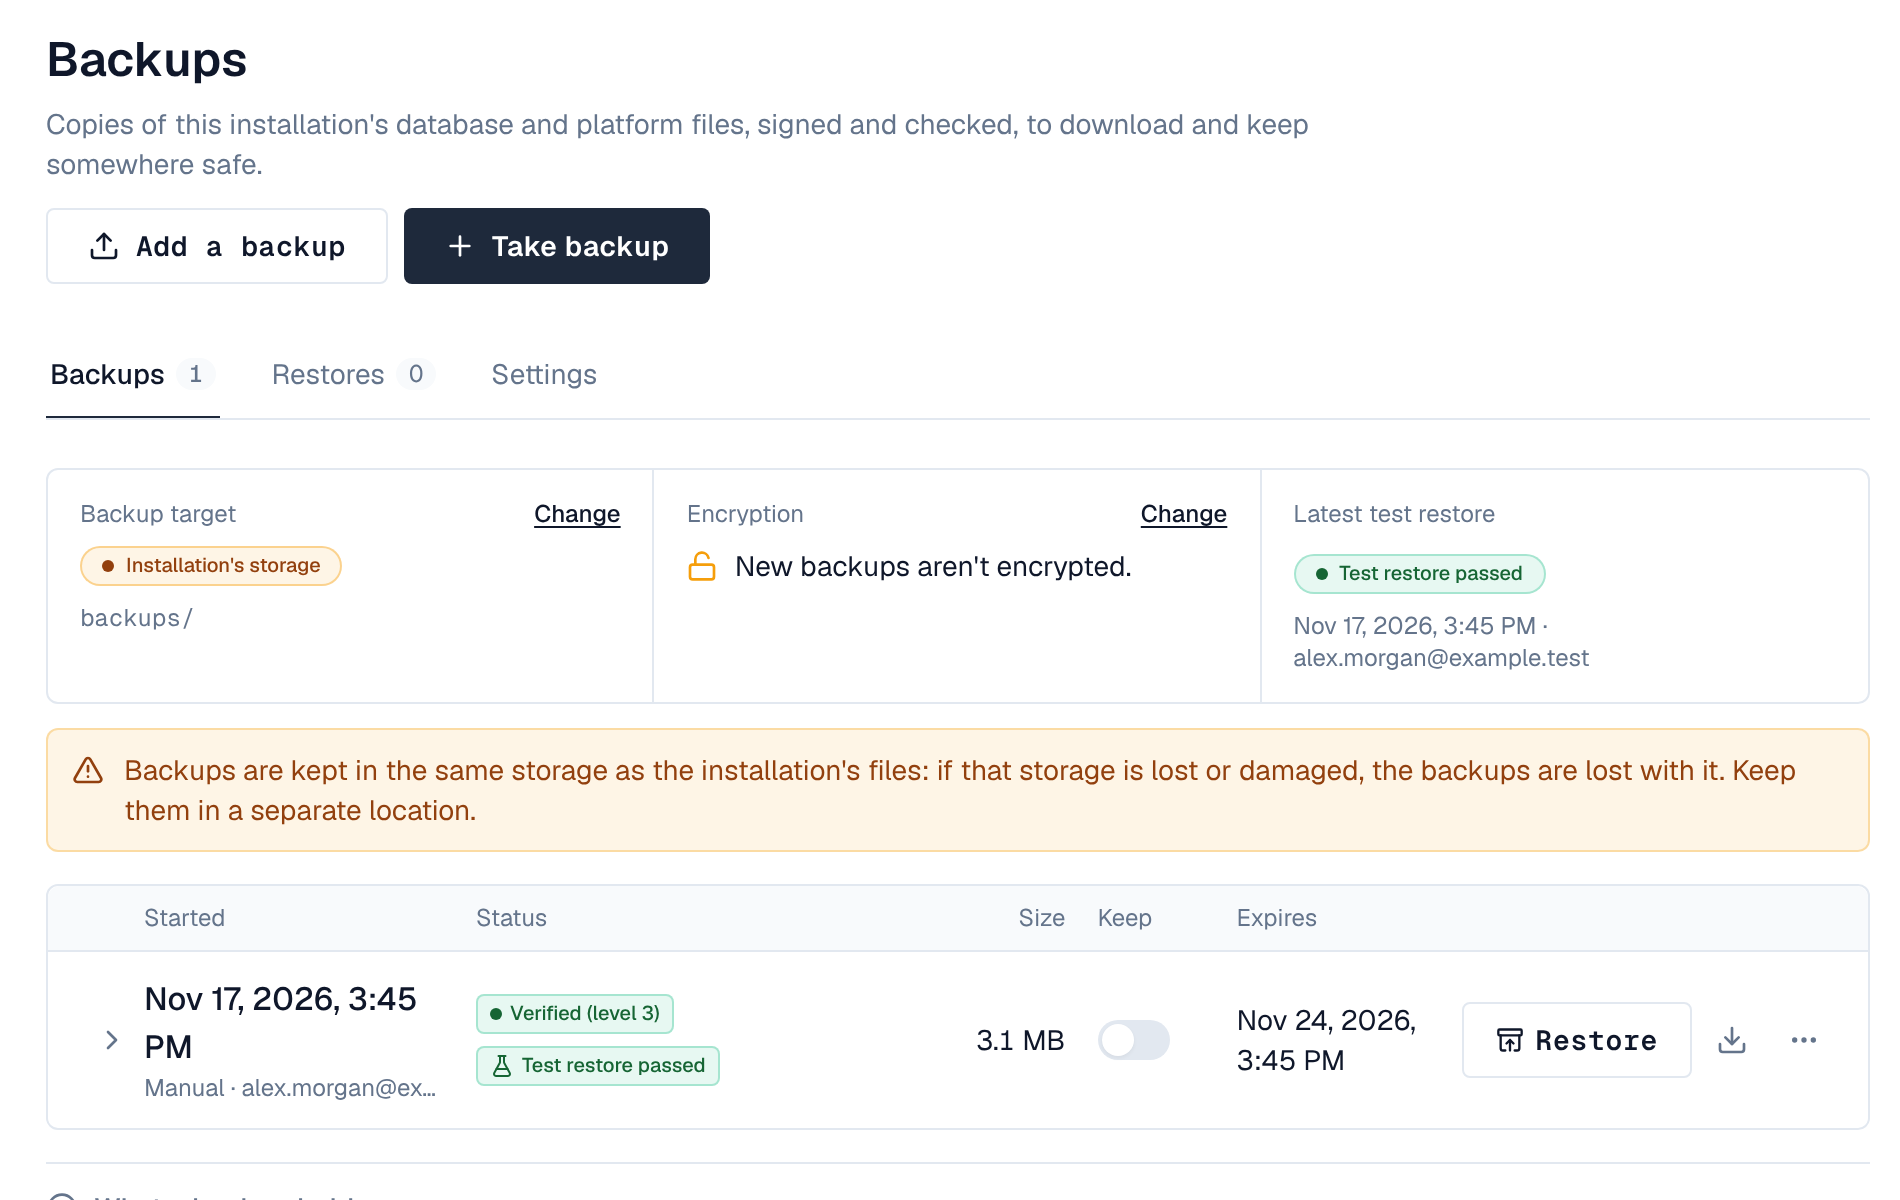 Backups
Copies of this installation's database and platform files, signed and checked, to download and keep
somewhere safe.
Add a backup
Take backup
Backups 1
Restores 0
Settings
Backup target
Change
Installation's storage
backups/
Encryption
Change
New backups aren't encrypted.
Latest test restore
Test restore passed
Nov 17, 2026, 3:45 PM ·
alex.morgan@example.test
Backups are kept in the same storage as the installation's files: if that storage is lost or damaged, the backups are lost with it. Keep
them in a separate location.
Started
Status
Size
Keep
Expires
Nov 17, 2026, 3:45
PM
Manual · alex.morgan@ex...
Verified (level 3)
Test restore passed
3.1 MB
Nov 24, 2026,
3:45 PM
Restore